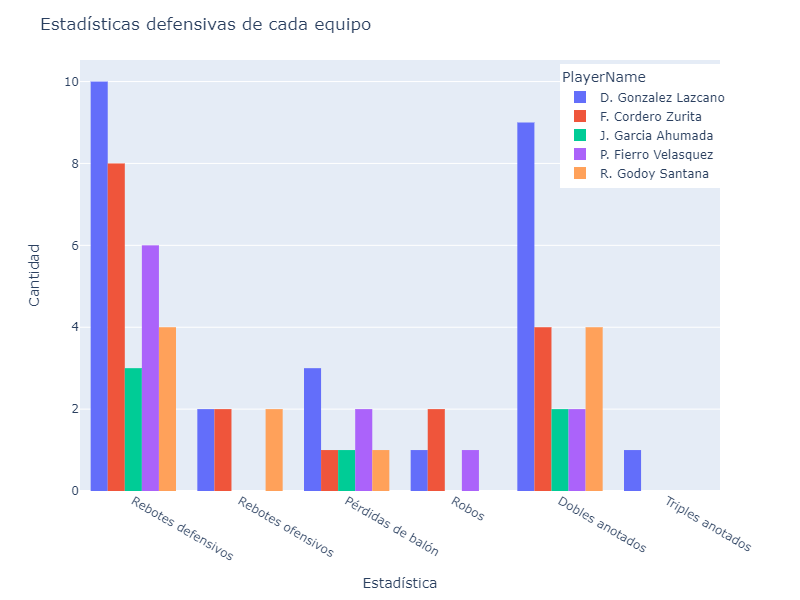 Estadísticas defensivas de cada equipo
PlayerName
D. Gonzalez Lazcano
F. Cordero Zurita
J. Garcia Ahumada
P. Fierro Velasquez
R. Godoy Santana
Cantidad
10
8
6
4
2
0
Rebotes defensivos
Rebotes ofensivos
Pérdidas de balón
Robos
Dobles anotados
Triples anotados
Estadística